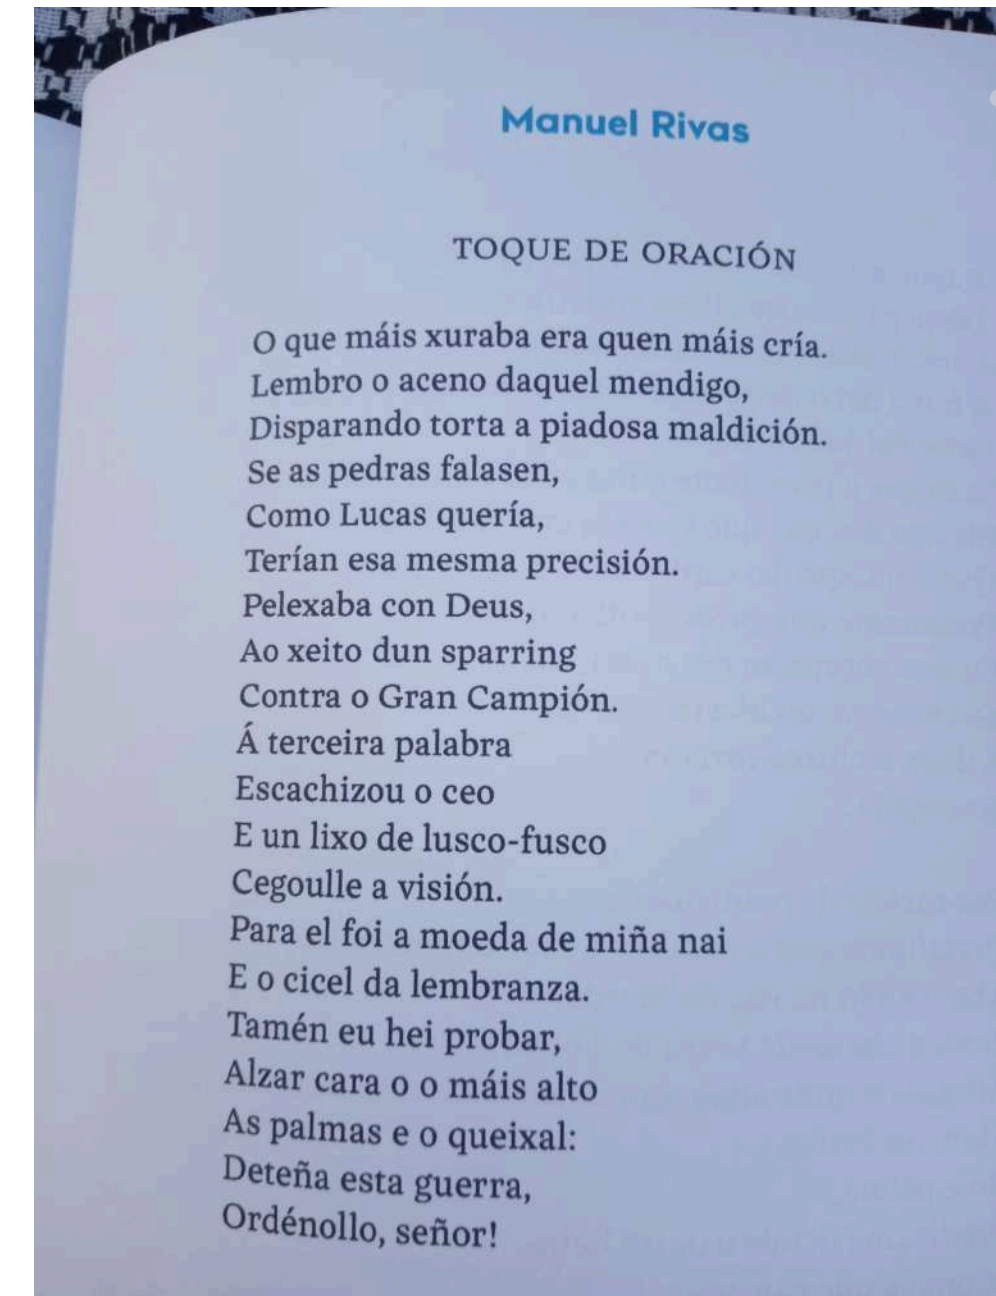 Manuel Rivas
TOQUE DE ORACIÓN
O que máis xuraba era quen máis cría.
Lembro o aceno daquel mendigo,
Disparando torta a piadosa maldición.
Se as pedras falasen,
Como Lucas quería,
Terían esa mesma precisión.
Pelexaba con Deus,
Ao xeito dun sparring
Contra o Gran Campión.
Á terceira palabra
Escachizou o ceo
E un lixo de lusco-fusco
Cegoulle a visión.
Para el foi a moeda de miña nai
E o cicel da lembranza.
Tamén eu hei probar,
Alzar cara o o máis alto
As palmas e o queixal:
Deteña esta guerra,
Ordénollo, señor!